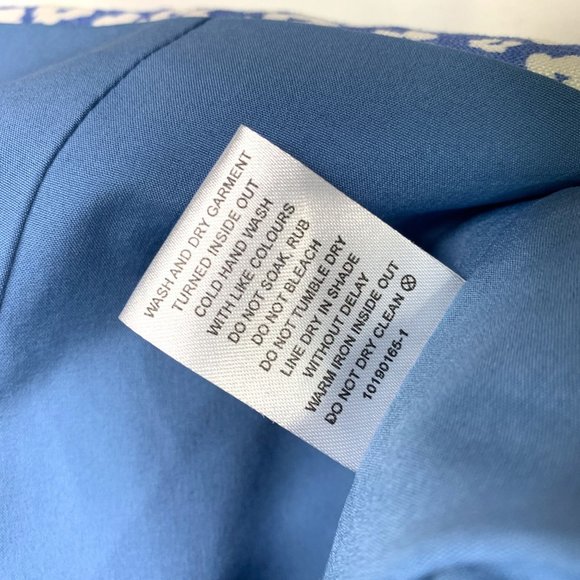 WASH AND DRY GARMENT
TURNED INSIDE OUT
COLD HAND WASH
WITH LIKE COLOURS
DO NOT SOAK, RUB
DO NOT BLEACH
DO NOT TUMBLE DRY
LINE DRY IN SHADE
WITHOUT DELAY
WARM IRON INSIDE OUT
DO NOT DRY CLEAN
10190165-1